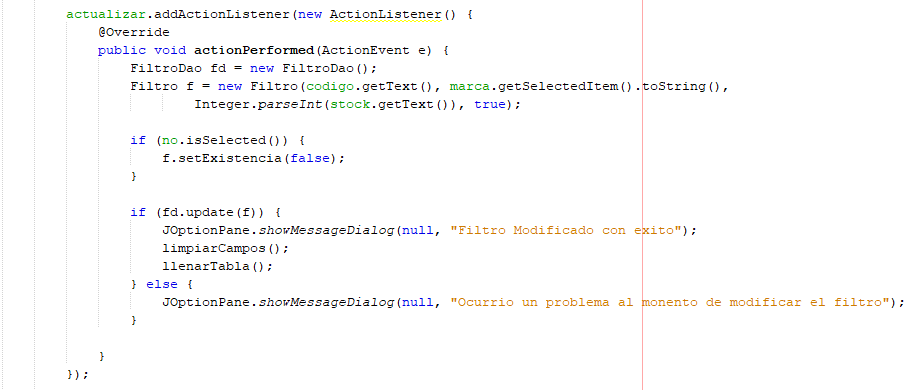 actualizar.addActionListener(new ActionListener() {
@Override
public void actionPerformed(ActionEvent e) {
FiltroDao fd = new FiltroDao();
Filtro f = new Filtro(codigo.getText(), marca.getSelectedItem().toString(),
Integer.parseInt(stock.getText()), true);
if (no.isSelected()) {
f.setExistencia(false);
}
if (fd.update(f)) {
JOptionPane.showMessageDialog(null, "Filtro Modificado con exito");
limpiarCampos();
llenarTabla();
} else {
JOptionPane.showMessageDialog(null, "Ocurrio un problema al monento de modificar el filtro");
}
}
});